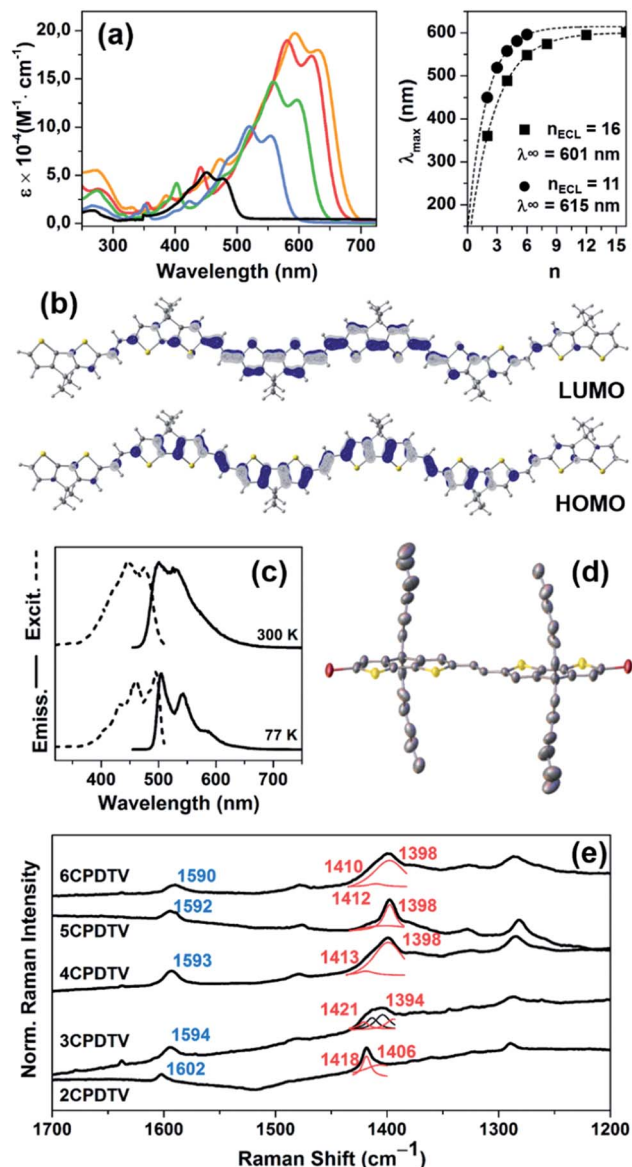 (a)
ε × 10⁻⁴(M⁻¹· cm⁻¹)
20,0
15,0
10,0
5,0
0,0
300 400 500 600 700
Wavelength (nm)
λmax (nm)
600
500
400
300
200
n_ECL = 16
λ∞ = 601 nm
n_ECL = 11
λ∞ = 615 nm
0 3 6 9 12 15
n
(b)
LUMO
HOMO
(c)
Emiss. Excit.
300 K
77 K
400 500 600 700
Wavelength (nm)
(d)
(e)
Norm. Raman Intensity
1590 1410 1398
6CPDTV
1592 1412 1398
5CPDTV
1593 1413 1398
4CPDTV
1594 1421 1394
3CPDTV
1602 1418 1406
2CPDTV
1700 1600 1500 1400 1300 1200
Raman Shift (cm⁻¹)